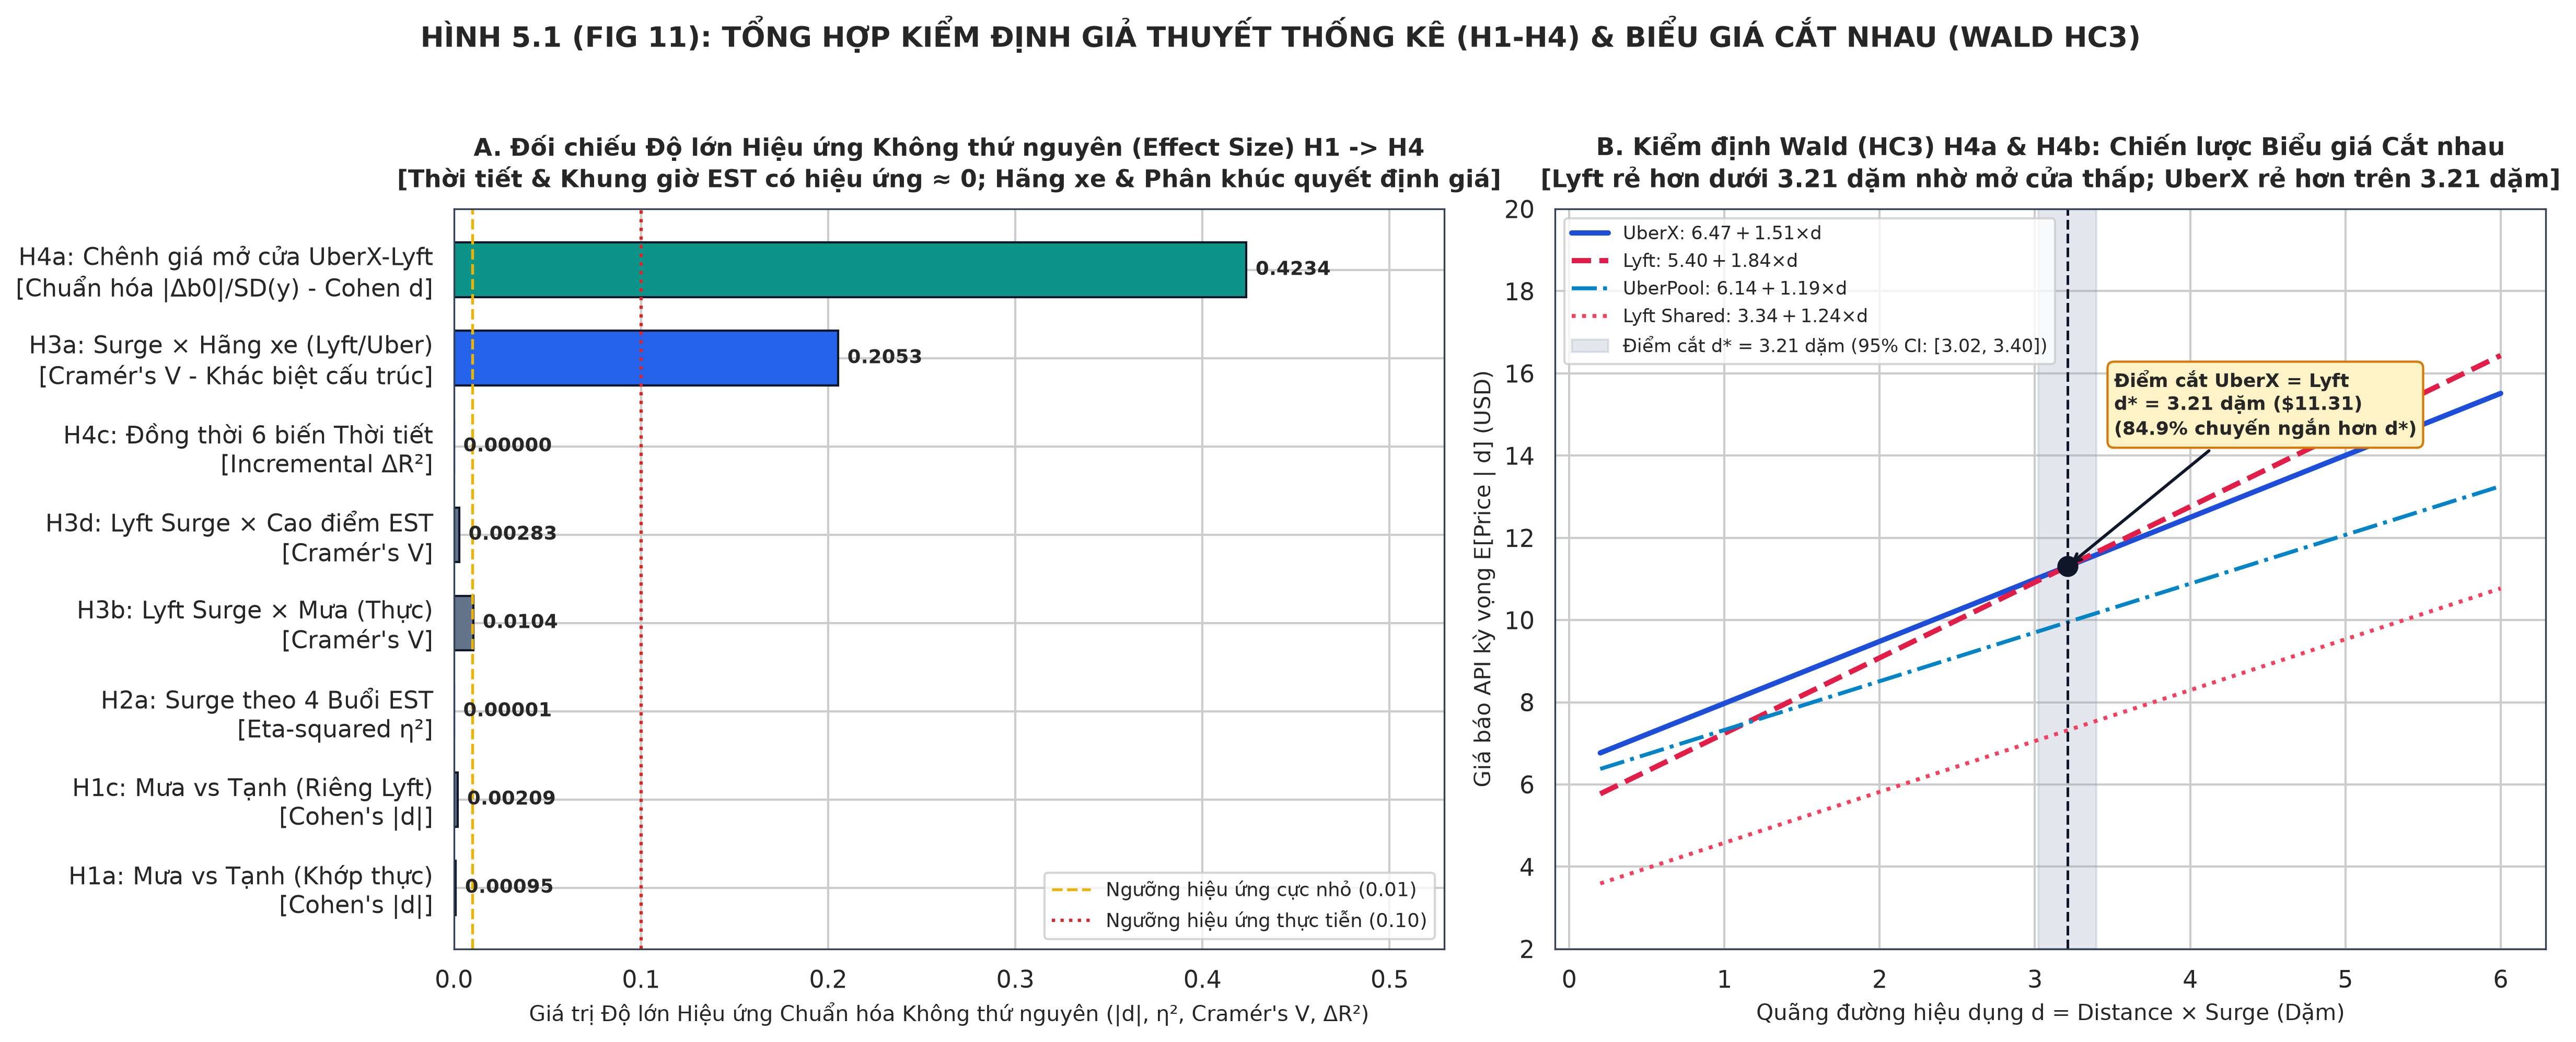 HÌNH 5.1 (FIG 11): TỔNG HỢP KIỂM ĐỊNH GIẢ THUYẾT THỐNG KÊ (H1-H4) & BIỂU GIÁ CẮT NHAU (WALD HC3)
A. Đối chiếu Độ lớn Hiệu ứng Không thứ nguyên (Effect Size) H1 -> H4
[Thời tiết & Khung giờ EST có hiệu ứng ≈ 0; Hãng xe & Phân khúc quyết định giá]
H4a: Chênh giá mở cửa UberX-Lyft
[Chuẩn hóa |Δb0|/SD(y) - Cohen d]
0.4234
H3a: Surge × Hãng xe (Lyft/Uber)
[Cramér's V - Khác biệt cấu trúc]
0.2053
H4c: Đồng thời 6 biến Thời tiết
[Incremental ΔR²]
0.00000
H3d: Lyft Surge × Cao điểm EST
[Cramér's V]
0.00283
H3b: Lyft Surge × Mưa (Thực)
[Cramér's V]
0.0104
H2a: Surge theo 4 Buổi EST
[Eta-squared η²]
0.00001
H1c: Mưa vs Tạnh (Riêng Lyft)
[Cohen's |d|]
0.00209
H1a: Mưa vs Tạnh (Khớp thực)
[Cohen's |d|]
0.00095
Ngưỡng hiệu ứng cực nhỏ (0.01)
Ngưỡng hiệu ứng thực tiễn (0.10)
0.0 0.1 0.2 0.3 0.4 0.5
Giá trị Độ lớn Hiệu ứng Chuẩn hóa Không thứ nguyên (|d|, η², Cramér's V, ΔR²)
B. Kiểm định Wald (HC3) H4a & H4b: Chiến lược Biểu giá Cắt nhau
[Lyft rẻ hơn dưới 3.21 dặm nhờ mở cửa thấp; UberX rẻ hơn trên 3.21 dặm]
UberX: 6.47 + 1.51×d
Lyft: 5.40 + 1.84×d
UberPool: 6.14 + 1.19×d
Lyft Shared: 3.34 + 1.24×d
Điểm cắt d* = 3.21 dặm (95% CI: [3.02, 3.40])
Điểm cắt UberX = Lyft
d* = 3.21 dặm ($11.31)
(84.9% chuyến ngắn hơn d*)
Giá báo API kỳ vọng E[Price | d] (USD)
20
18
16
14
12
10
8
6
4
2
0 1 2 3 4 5 6
Quãng đường hiệu dụng d = Distance × Surge (Dặm)